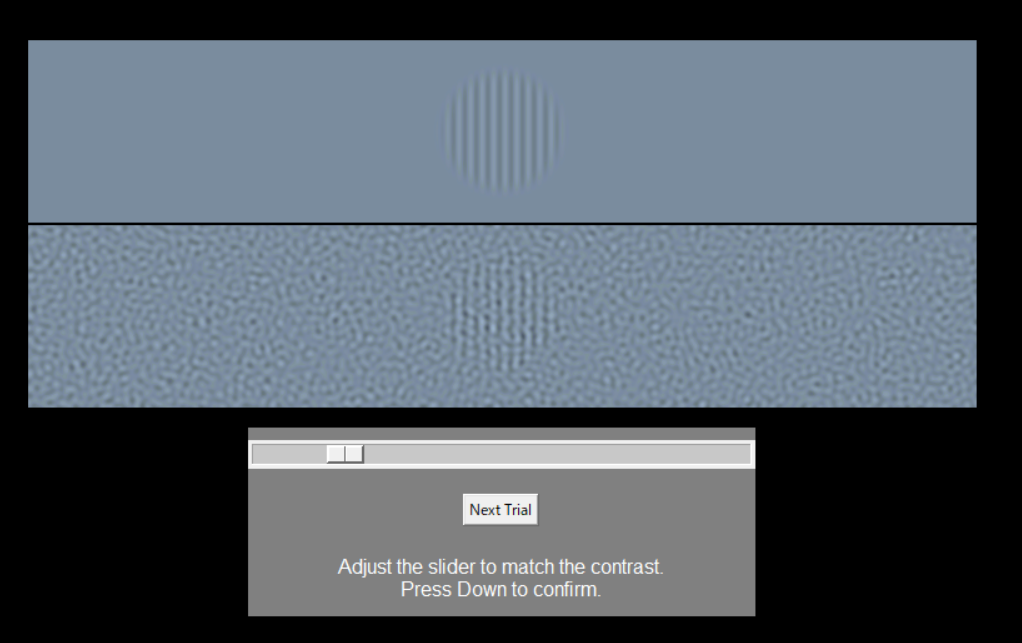 Next Trial
Adjust the slider to match the contrast.
Press Down to confirm.